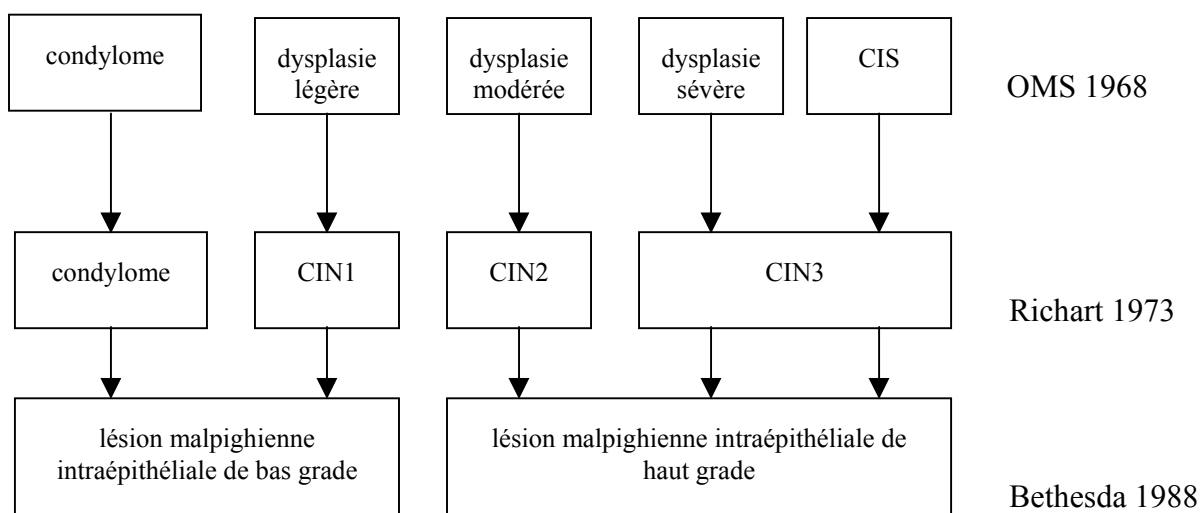 condylome
dysplasie
légère
dysplasie
modérée
dysplasie
sévère
CIS
OMS 1968
condylome
CIN1
CIN2
CIN3
Richart 1973
lésion malpighienne
intraépithéliale de bas grade
lésion malpighienne intraépithéliale de
haut grade
Bethesda 1988